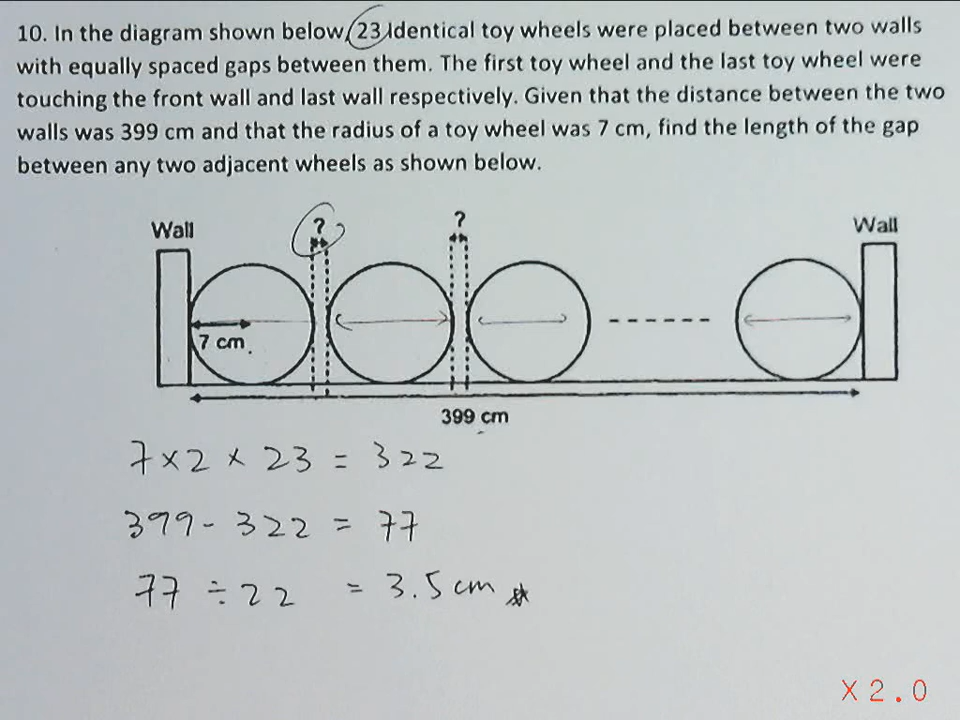 10. In the diagram shown below, 23 Identical toy wheels were placed between two walls
with equally spaced gaps between them. The first toy wheel and the last toy wheel were
touching the front wall and last wall respectively. Given that the distance between the two
walls was 399 cm and that the radius of a toy wheel was 7 cm, find the length of the gap
between any two adjacent wheels as shown below.
Wall ? ? Wall
7 cm
399 cm
7 × 2 × 23 = 322
399 - 322 = 77
77 ÷ 22 = 3.5 cm
X2.0